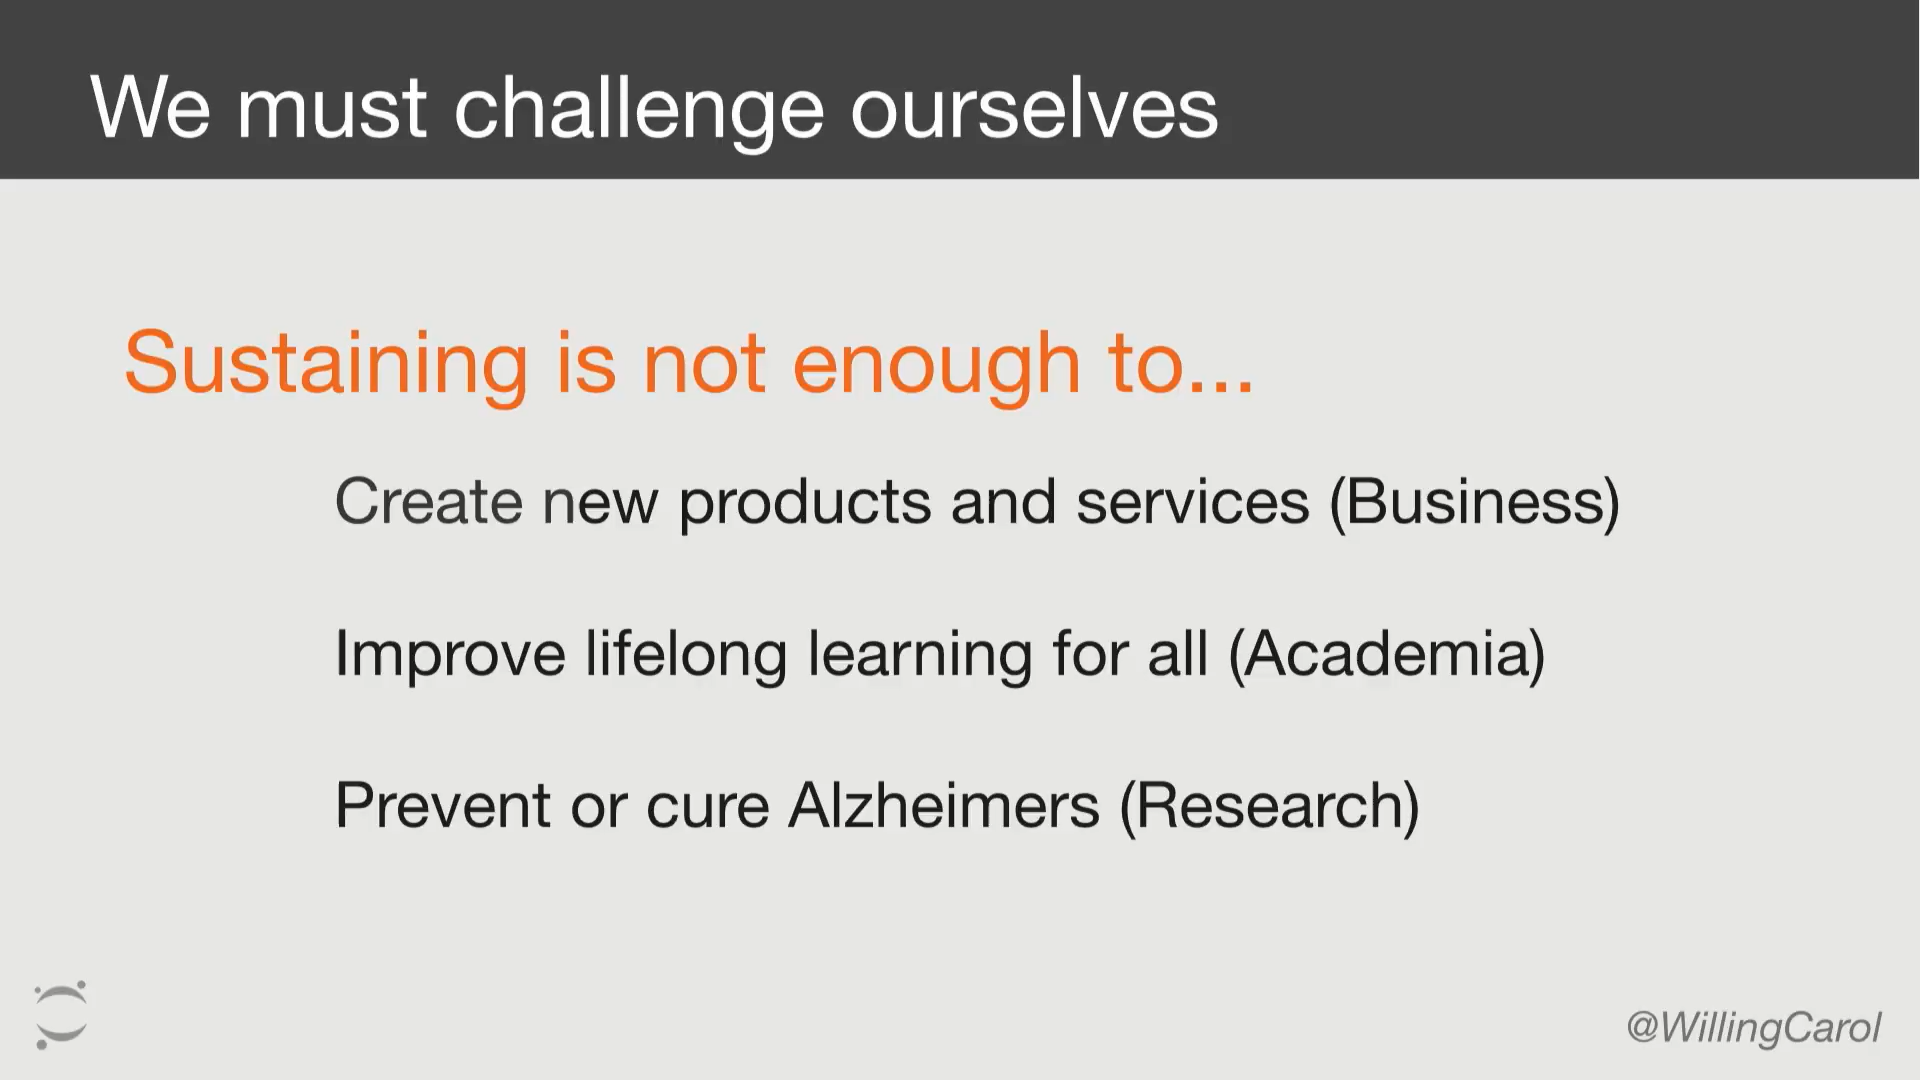 We must challenge ourselves
Sustaining is not enough to...
Create new products and services (Business)
Improve lifelong learning for all (Academia)
Prevent or cure Alzheimers (Research)
@WillingCarol